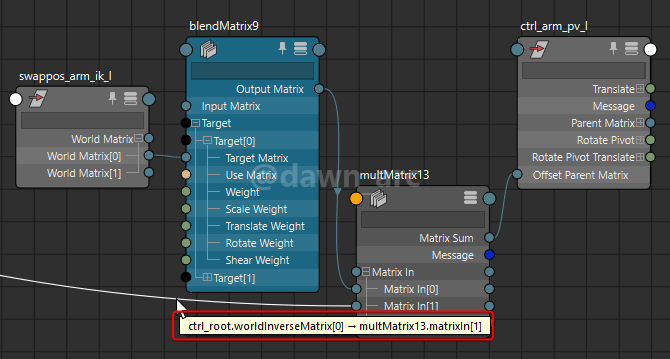 blendMatrix9
ctrl_arm_pv_l
swappos_arm_ik_l
Output Matrix
Input Matrix
Target
Target[0]
Target Matrix
Use Matrix
Weight
Scale Weight
Translate Weight
Rotate Weight
Shear Weight
Target[1]
World Matrix
World Matrix[0]
World Matrix[1]
Translate
Message
Parent Matrix
Rotate Pivot
Rotate Pivot Translate
Offset Parent Matrix
@dawn-arc
multMatrix13
Matrix Sum
Message
Matrix In
Matrix In[0]
Matrix In[1]
ctrl_root.worldInverseMatrix[0] → multMatrix13.matrixIn[1]